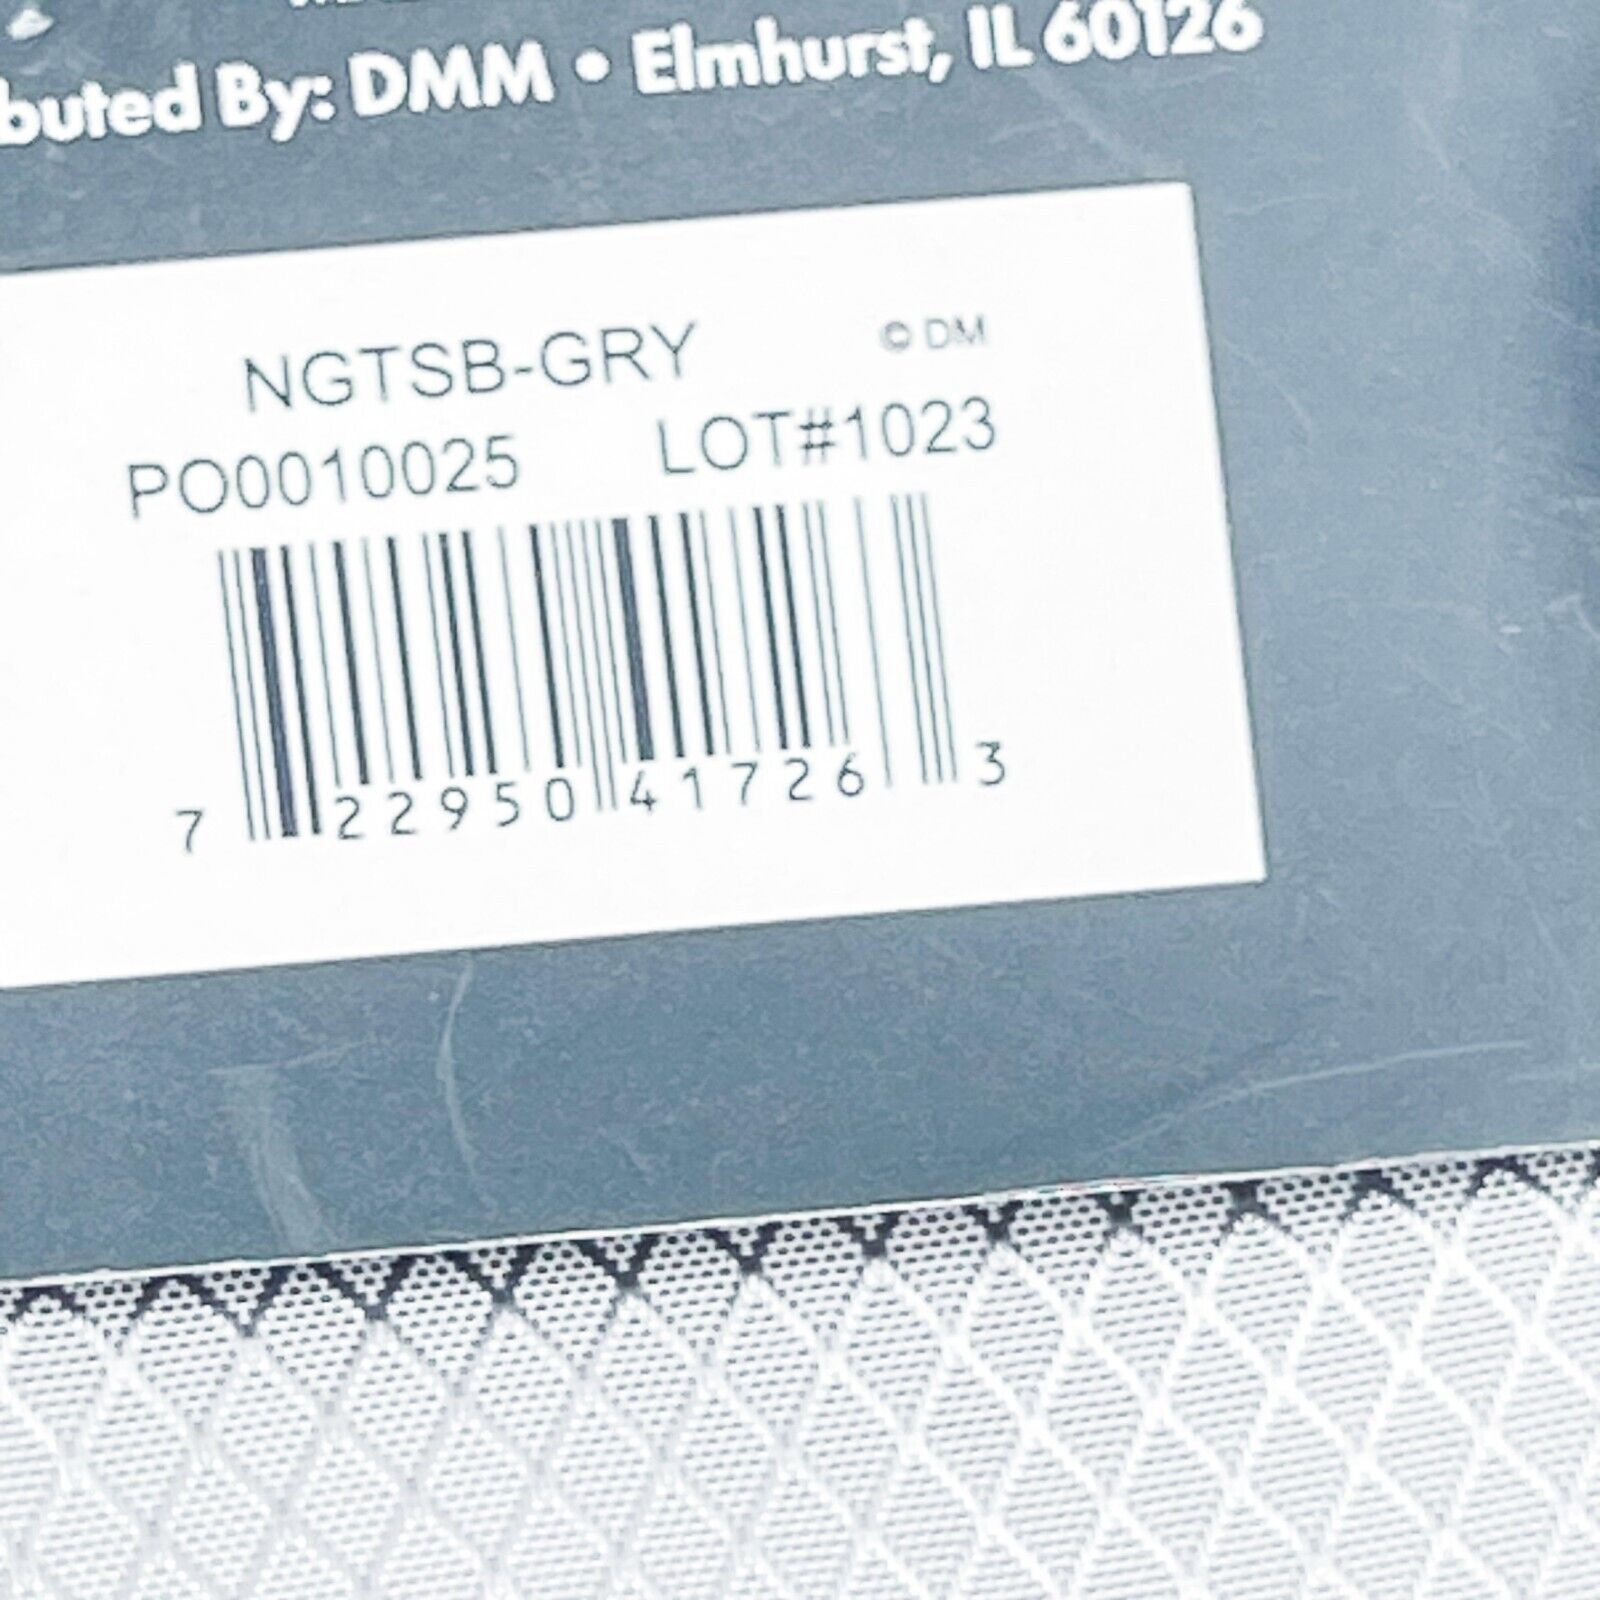 buted By: DMM • Elmhurst, IL 60126
NGTSB-GRY © DM
PO0010025 LOT#1023
7 22950 41726 3